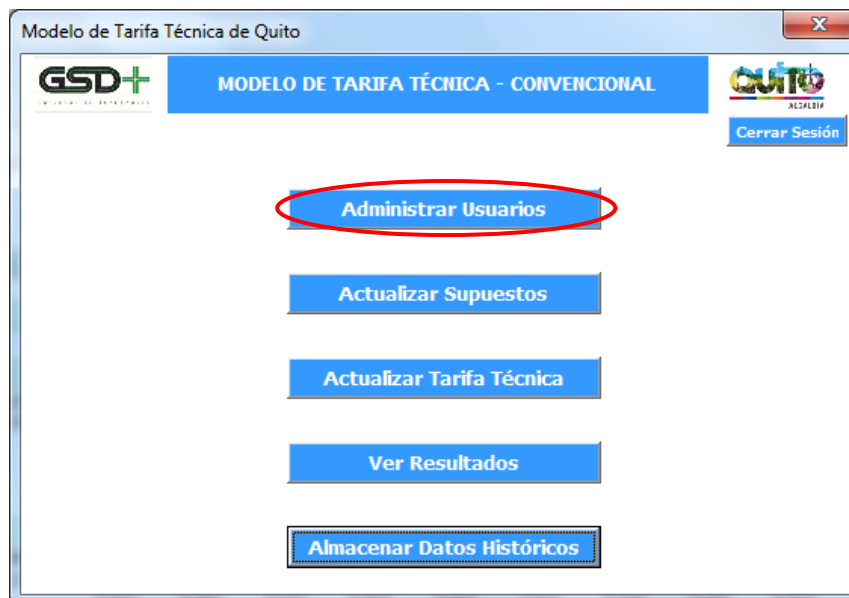 Modelo de Tarifa Técnica de Quito
GSD+
MODELO DE TARIFA TÉCNICA - CONVENCIONAL
QUITO
ALCALDÍA
Cerrar Sesión
Administrar Usuarios
Actualizar Supuestos
Actualizar Tarifa Técnica
Ver Resultados
Almacenar Datos Históricos